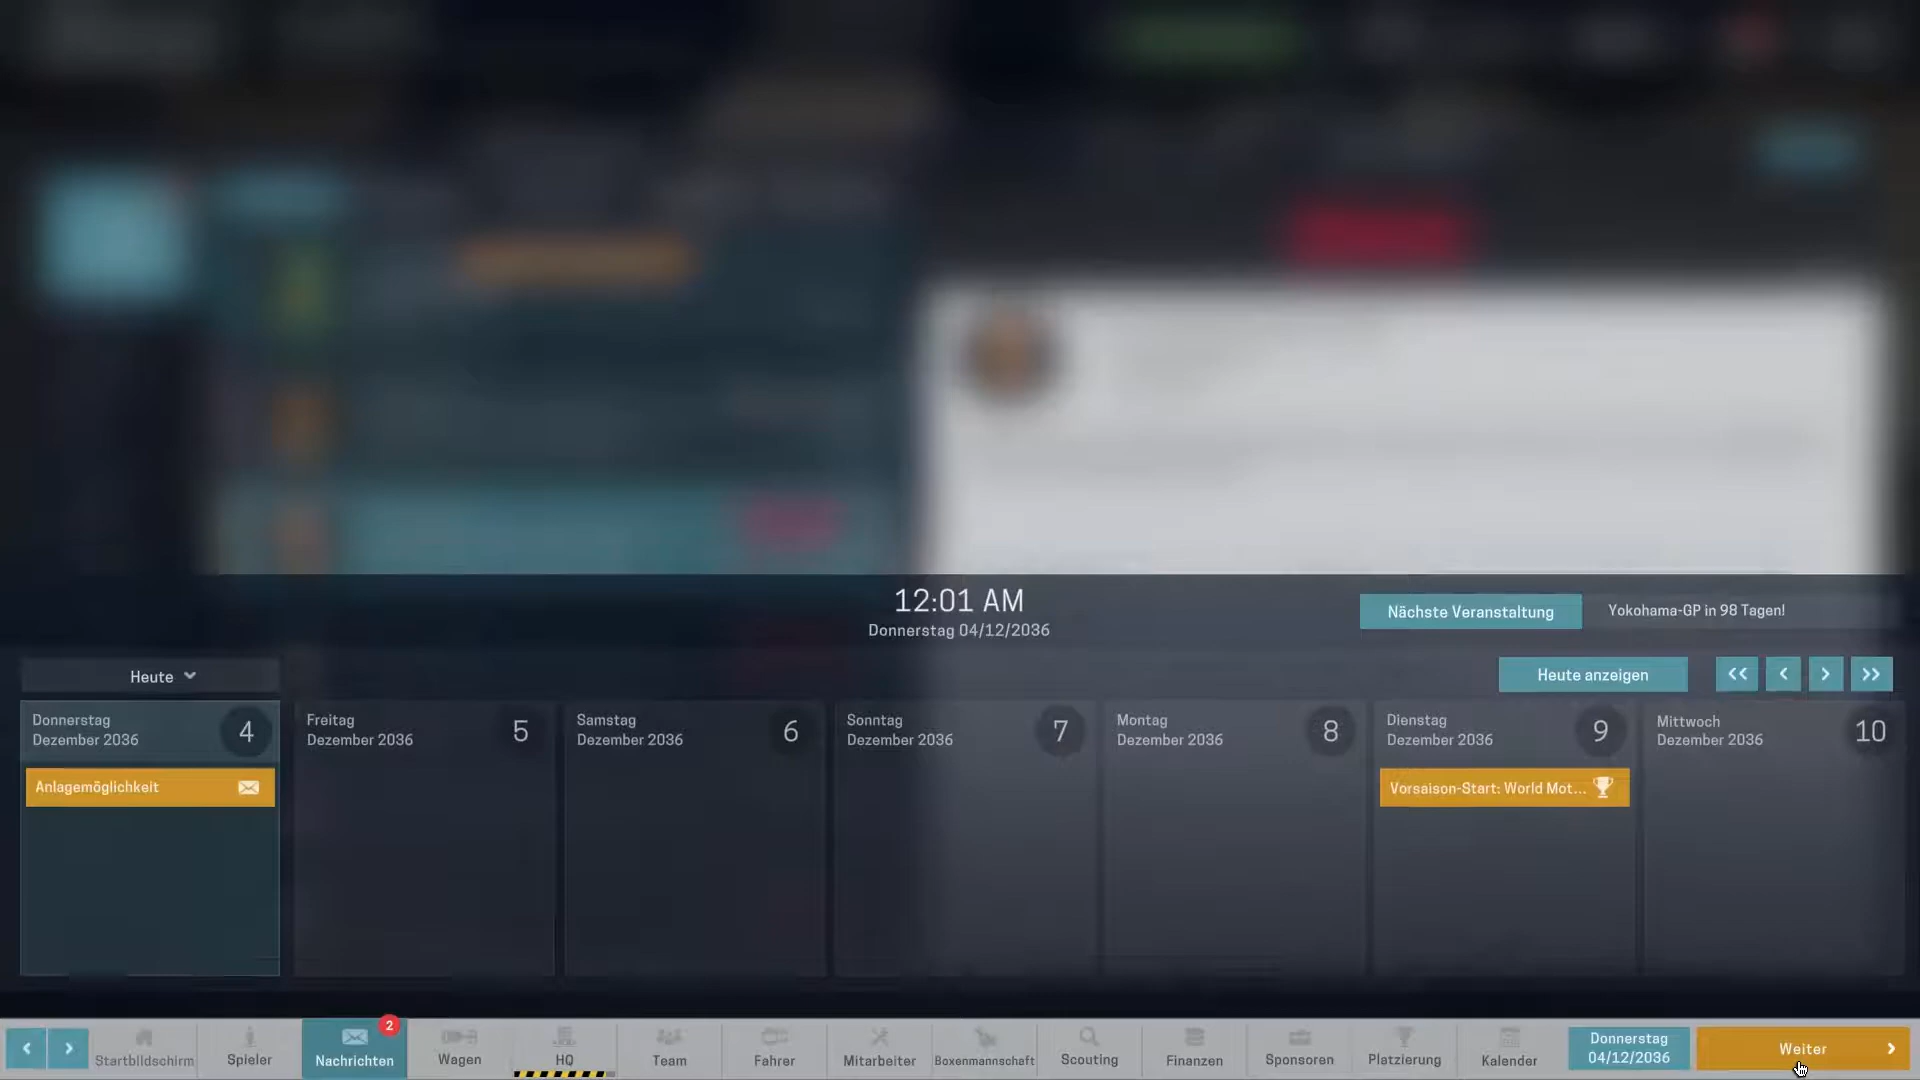 12:01 AM
Donnerstag 04/12/2036
Nächste Veranstaltung
Yokohama-GP in 98 Tagen!
Heute
Heute anzeigen
Donnerstag
Dezember 2036
4
Freitag
Dezember 2036
5
Samstag
Dezember 2036
6
Sonntag
Dezember 2036
7
Montag
Dezember 2036
8
Dienstag
Dezember 2036
9
Mittwoch
Dezember 2036
10
Anlagemöglichkeit
Vorsaison-Start: World Mot...
Startbildschirm
Spieler
Nachrichten
2
Wagen
HQ
Team
Fahrer
Mitarbeiter
Boxenmannschaft
Scouting
Finanzen
Sponsoren
Platzierung
Kalender
Donnerstag
04/12/2036
Weiter